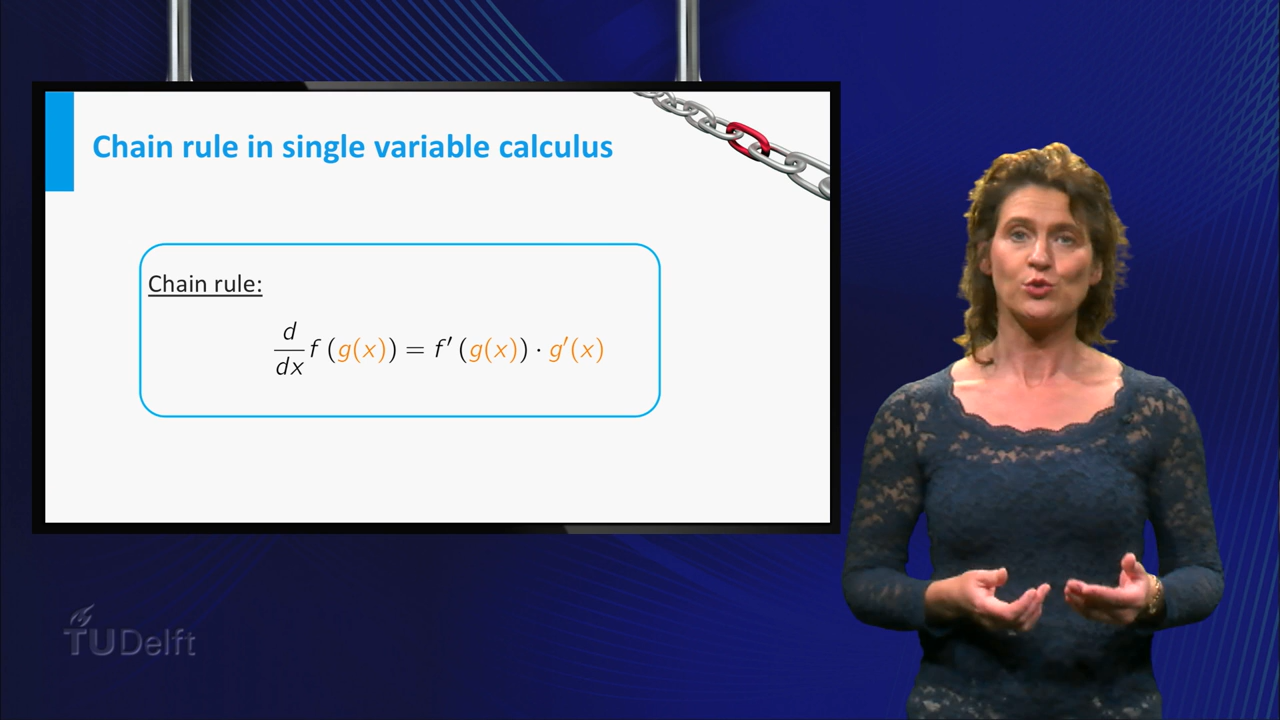 Chain rule in single variable calculus
Chain rule:
d/dx f (g(x)) = f′ (g(x)) · g′(x)
TUDelft